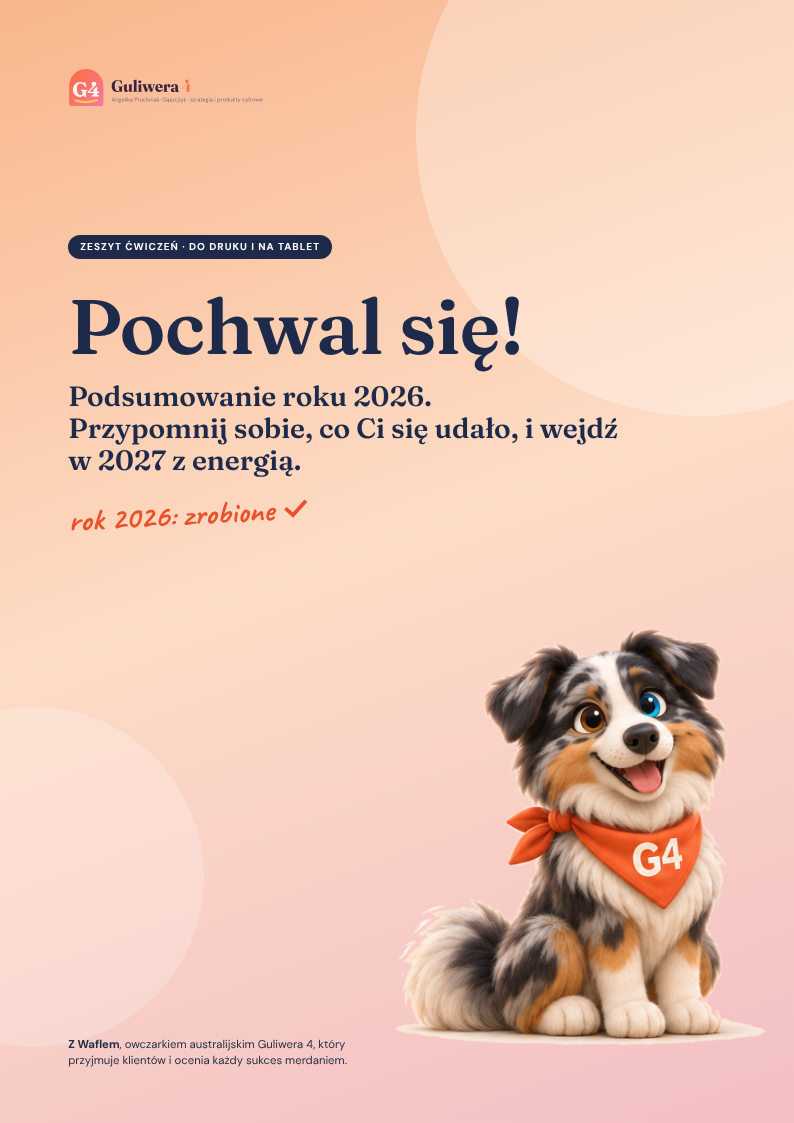 G4
Guliwera 4
Angelika Pruchniak-Gąszczyk · strategia i produkty cyfrowe
ZESZYT ĆWICZEŃ · DO DRUKU I NA TABLET
Pochwal się!
Podsumowanie roku 2026.
Przypomnij sobie, co Ci się udało, i wejdź
w 2027 z energią.
rok 2026: zrobione ✓
G4
Z Waflem, owczarkiem australijskim Guliwera 4, który
przyjmuje klientów i ocenia każdy sukces merdaniem.